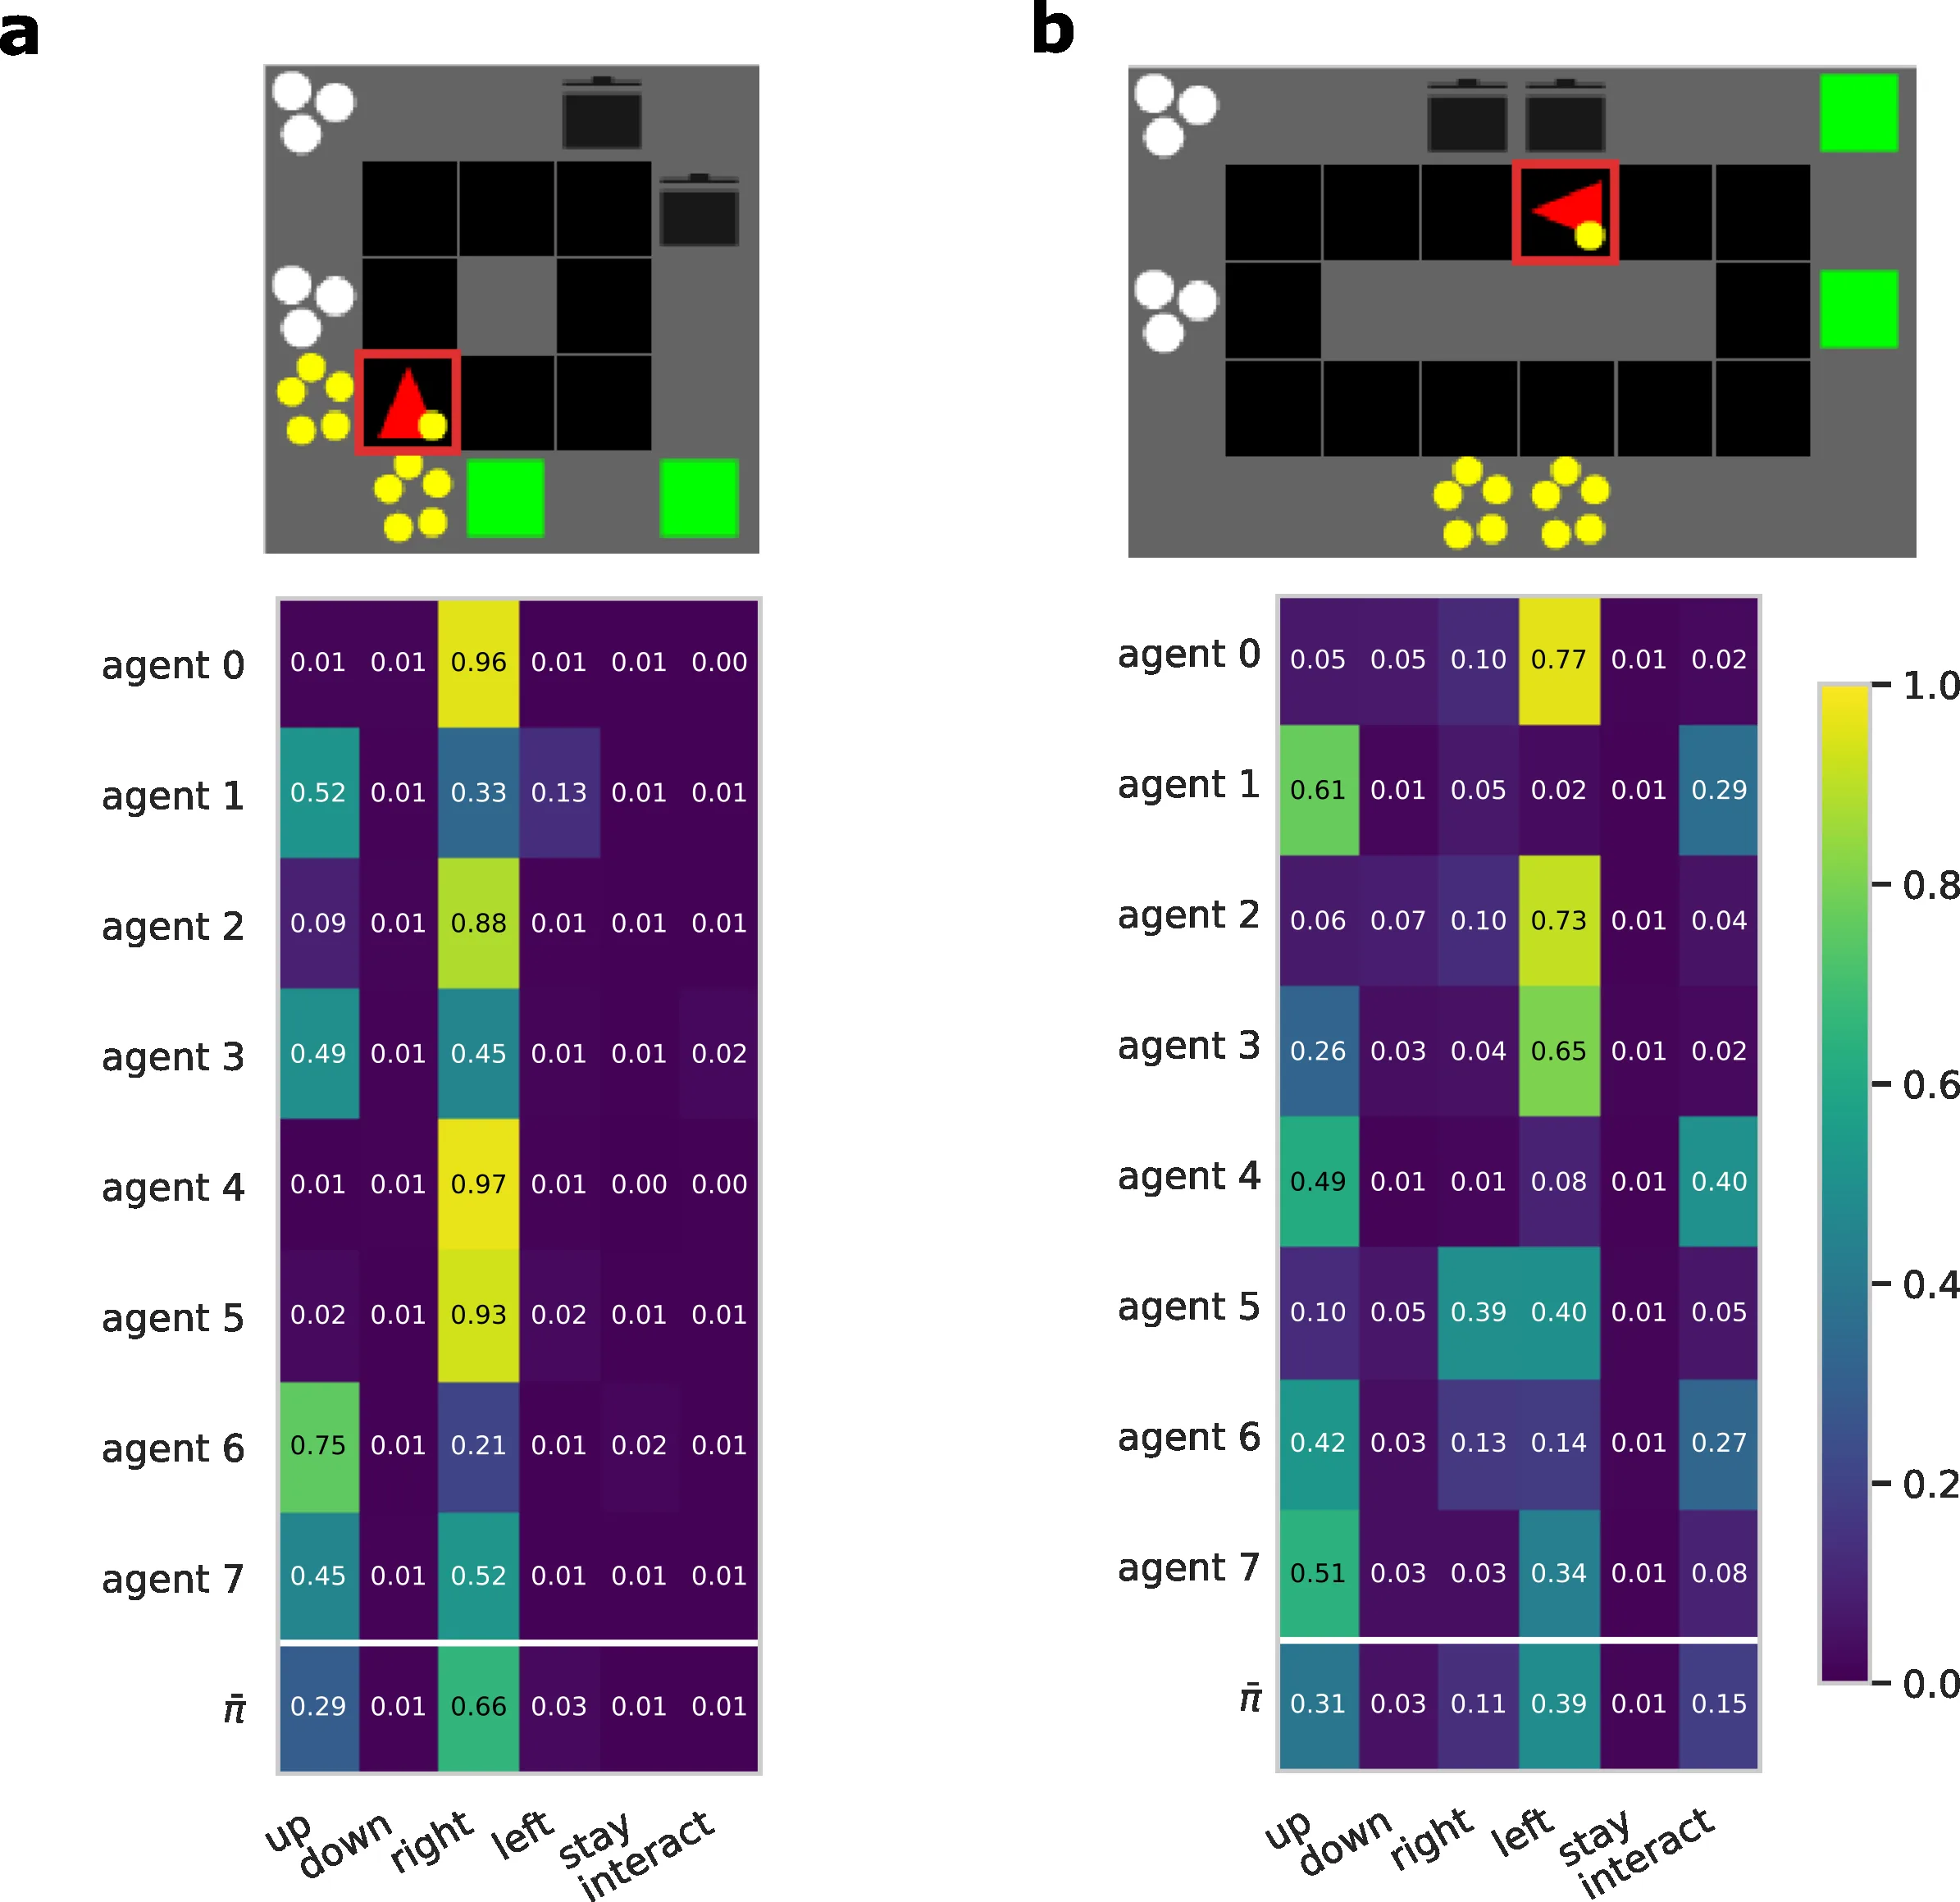 a
b
agent 0 0.01 0.01 0.96 0.01 0.01 0.00
agent 1 0.52 0.01 0.33 0.13 0.01 0.01
agent 2 0.09 0.01 0.88 0.01 0.01 0.01
agent 3 0.49 0.01 0.45 0.01 0.01 0.02
agent 4 0.01 0.01 0.97 0.01 0.00 0.00
agent 5 0.02 0.01 0.93 0.02 0.01 0.01
agent 6 0.75 0.01 0.21 0.01 0.02 0.01
agent 7 0.45 0.01 0.52 0.01 0.01 0.01
π̄ 0.29 0.01 0.66 0.03 0.01 0.01
up down right left stay interact
agent 0 0.05 0.05 0.10 0.77 0.01 0.02
agent 1 0.61 0.01 0.05 0.02 0.01 0.29
agent 2 0.06 0.07 0.10 0.73 0.01 0.04
agent 3 0.26 0.03 0.04 0.65 0.01 0.02
agent 4 0.49 0.01 0.01 0.08 0.01 0.40
agent 5 0.10 0.05 0.39 0.40 0.01 0.05
agent 6 0.42 0.03 0.13 0.14 0.01 0.27
agent 7 0.51 0.03 0.03 0.34 0.01 0.08
π̄ 0.31 0.03 0.11 0.39 0.01 0.15
up down right left stay interact
1.0
0.8
0.6
0.4
0.2
0.0